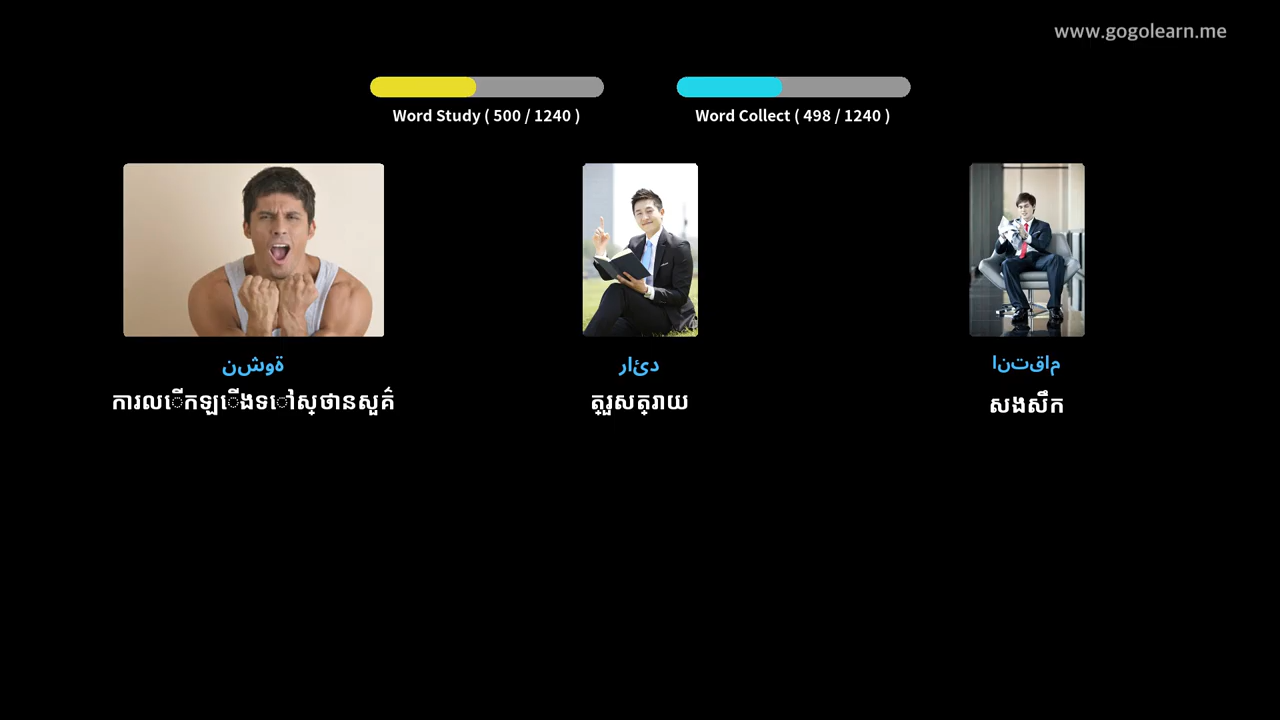 www.gogolearn.me
Word Study ( 500 / 1240 )
Word Collect ( 498 / 1240 )
نشوة
رائد
انتقام
ការលើកឡើងទៅស្ថានសួគ៌
ត្រួសត្រាយ
សងសឹក